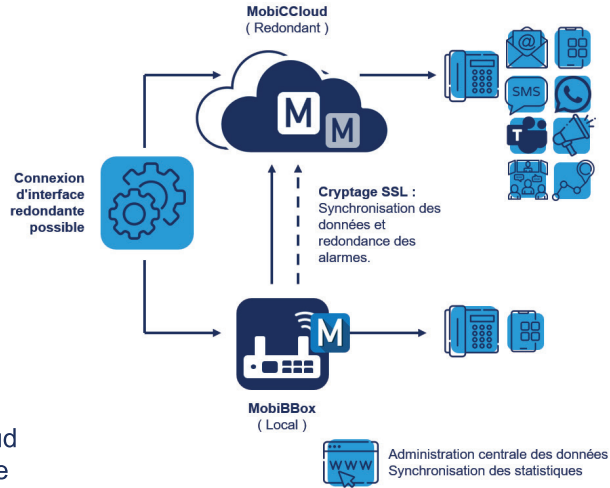 MobiCCloud
( Redondant )
M
M
@
SMS
T
Connexion
d'interface
redondante
possible
Cryptage SSL :
Synchronisation des
données et
redondance des
alarmes.
M
MobiBBox
( Local )
WWW
Administration centrale des données
Synchronisation des statistiques